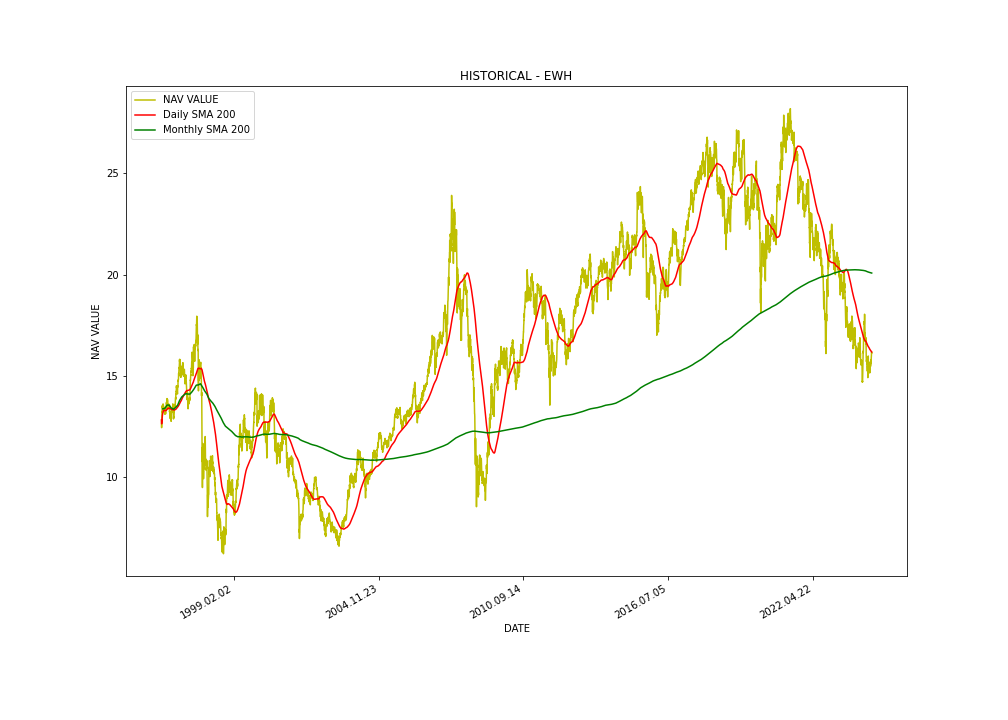 HISTORICAL - EWH
NAV VALUE
Daily SMA 200
Monthly SMA 200
25
20
15
10
NAV VALUE
1999.02.02
2004.11.23
2010.09.14
2016.07.05
2022.04.22
DATE